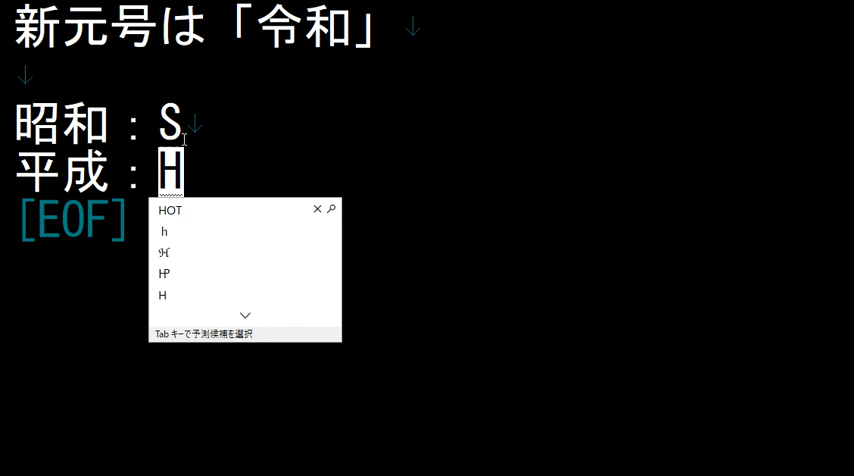 新元号は「令和」↓
↓
昭和：S↓
平成：H
[EOF]
HOT
h
ℋ
HP
H
Tab キーで予測候補を選択